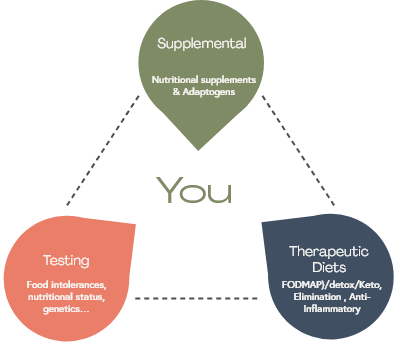 Supplemental
Nutritional supplements
& Adaptogens
You
Testing
Food intolerances,
nutritional status,
genetics...
Therapeutic
Diets
FODMAP)/detox/Keto,
Elimination , Anti-
Inflammatory